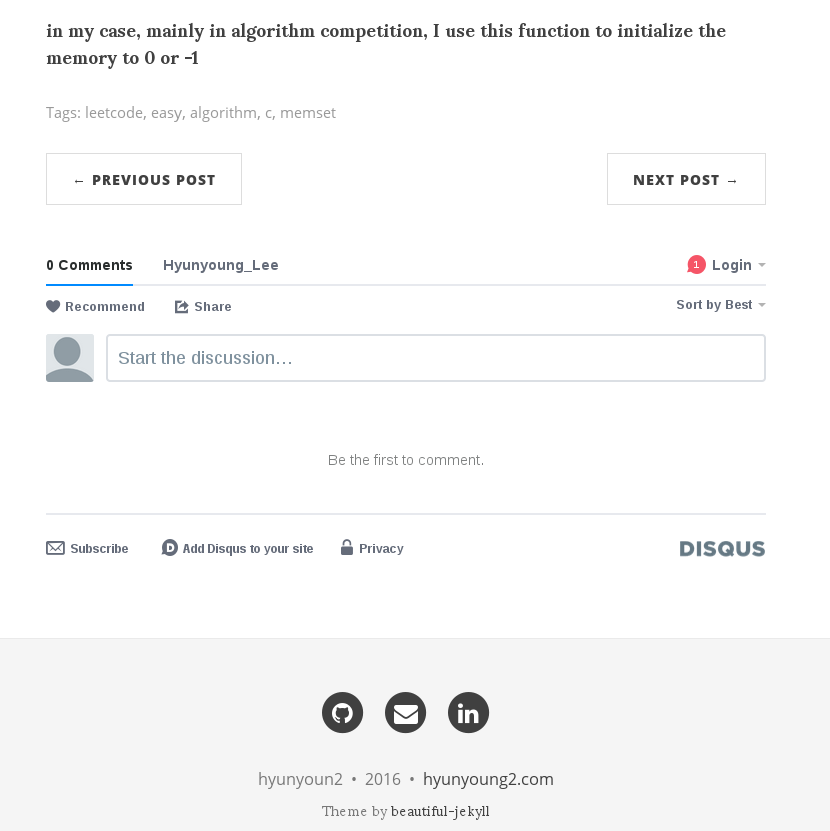 in my case, mainly in algorithm competition, I use this function to initialize the
memory to 0 or -1
Tags: leetcode, easy, algorithm, c, memset
← PREVIOUS POST NEXT POST →
0 Comments Hyunyoung_Lee 1 Login
Recommend Share Sort by Best
Start the discussion...
Be the first to comment.
Subscribe D Add Disqus to your site Privacy DISQUS
in
hyunyoun2 • 2016 • hyunyoung2.com
Theme by beautiful-jekyll